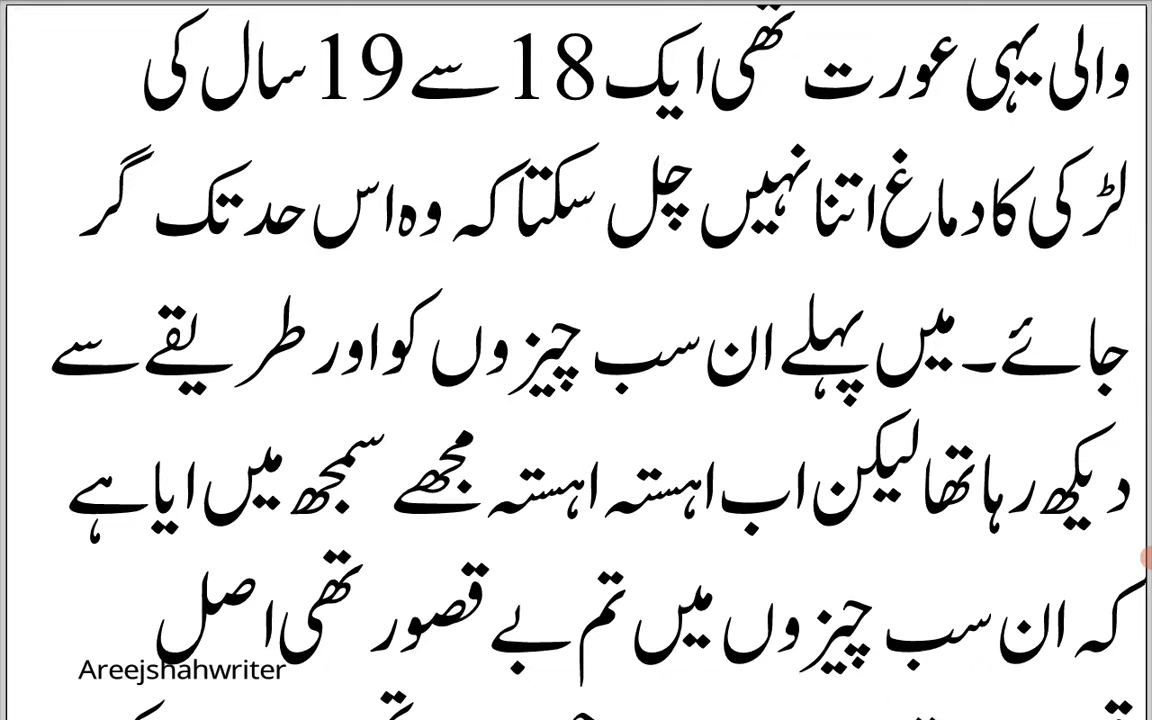 والی یہی عورت تھی ایک 18 سے 19 سال کی
لڑکی کا دماغ اتنا نہیں چل سکتا کہ وہ اس حد تک گر
جائے۔ میں پہلے ان سب چیزوں کو اور طریقے سے
دیکھ رہا تھا لیکن اب اہستہ اہستہ مجھے سمجھ میں ایا ہے
کہ ان سب چیزوں میں تم بے قصور تھی اصل
Areejshahwriter